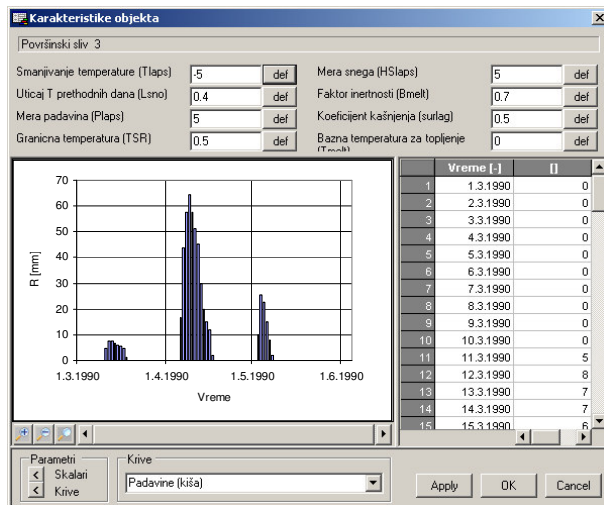 Karakteristike objekta
Površinski sliv 3
Smanjivanje temperature (Tlaps) -5 def
Mera snega (HSlaps) 5 def
Uticaj T prethodnih dana (Lsno) 0.4 def
Faktor inertnosti (Bmelt) 0.7 def
Mera padavina (Plaps) 5 def
Koeficijent kašnjenja (surlag) 0.5 def
Granicna temperatura (TSR) 0.5 def
Bazna temperatura za topljenje (Tmelt) 0 def
70
60
50
40
30
20
10
0
R [mm]
1.3.1990 1.4.1990 1.5.1990 1.6.1990
Vreme
Vreme [-] []
1 1.3.1990 0
2 2.3.1990 0
3 3.3.1990 0
4 4.3.1990 0
5 5.3.1990 0
6 6.3.1990 0
7 7.3.1990 0
8 8.3.1990 0
9 9.3.1990 0
10 10.3.1990 0
11 11.3.1990 5
12 12.3.1990 8
13 13.3.1990 7
14 14.3.1990 7
15 15.3.1990 6
Parametri
< Skalari
< Krive
Krive
Padavine (kiša)
Apply OK Cancel